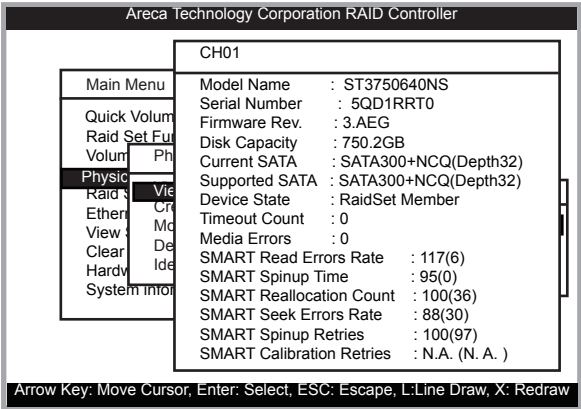 Areca Technology Corporation RAID Controller
CH01
Model Name : ST3750640NS
Serial Number : 5QD1RRT0
Firmware Rev. : 3.AEG
Disk Capacity : 750.2GB
Current SATA : SATA300+NCQ(Depth32)
Supported SATA : SATA300+NCQ(Depth32)
Device State : RaidSet Member
Timeout Count : 0
Media Errors : 0
SMART Read Errors Rate : 117(6)
SMART Spinup Time : 95(0)
SMART Reallocation Count : 100(36)
SMART Seek Errors Rate : 88(30)
SMART Spinup Retries : 100(97)
SMART Calibration Retries : N.A. (N. A. )
Main Menu
Quick Volum
Raid Set Fu
Volum
Physic
Raid
Ethern
View
Clear
Hardw
System Infor
Ph
Vie
Cre
Mo
De
Ide
Arrow Key: Move Cursor, Enter: Select, ESC: Escape, L:Line Draw, X: Redraw